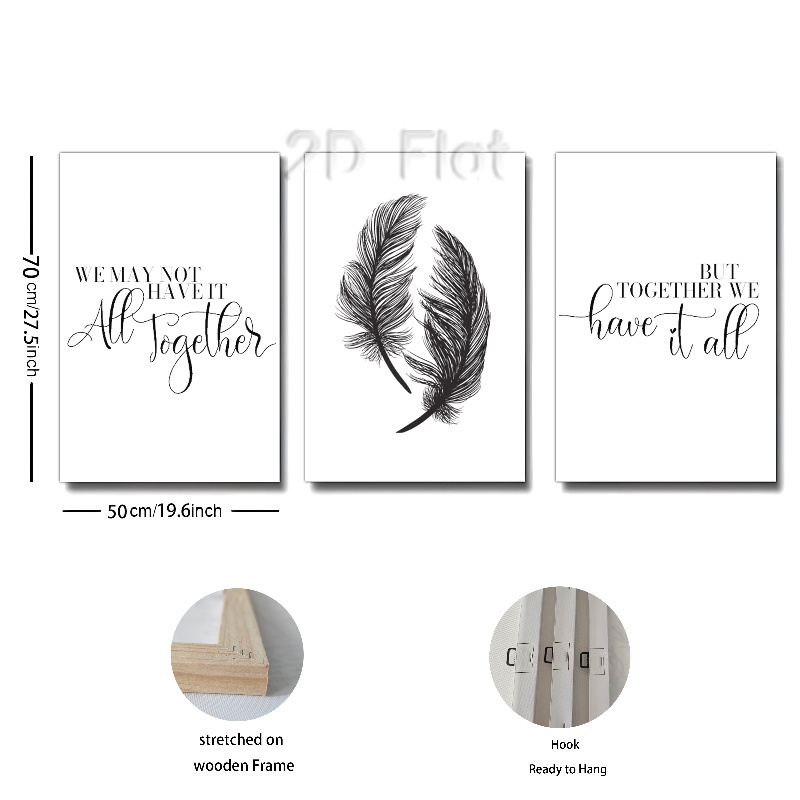 2D Flat
WE MAY NOT
HAVE IT
All Together
BUT
TOGETHER WE
have it all
70 cm/27.5inch
50 cm/19.6inch
stretched on
wooden Frame
Hook
Ready to Hang